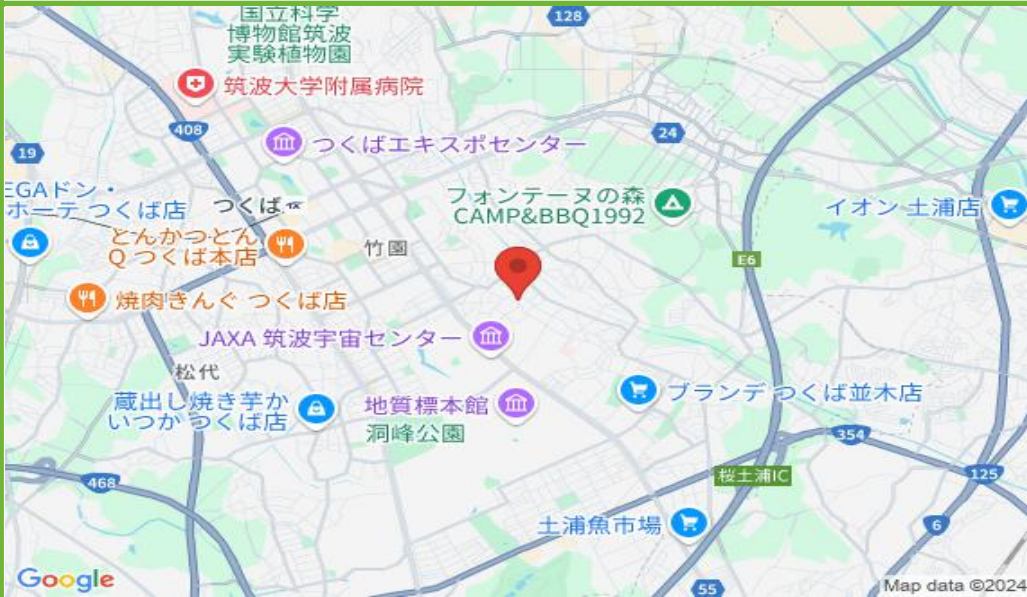 国立科学
博物館筑波
実験植物園
128
筑波大学附属病院
408
つくばエキスポセンター
24
19
EGAドン・
ホーテ つくば店
つくば
フォンテーヌの森
CAMP&BBQ1992
イオン 土浦店
とんかつとん
Q つくば本店
竹園
E6
焼肉きんぐ つくば店
JAXA 筑波宇宙センター
松代
蔵出し焼き芋か
いつか つくば店
地質標本館
洞峰公園
ブランデ つくば並木店
354
468
桜土浦IC
125
土浦魚市場
6
55
Google
Map data ©2024